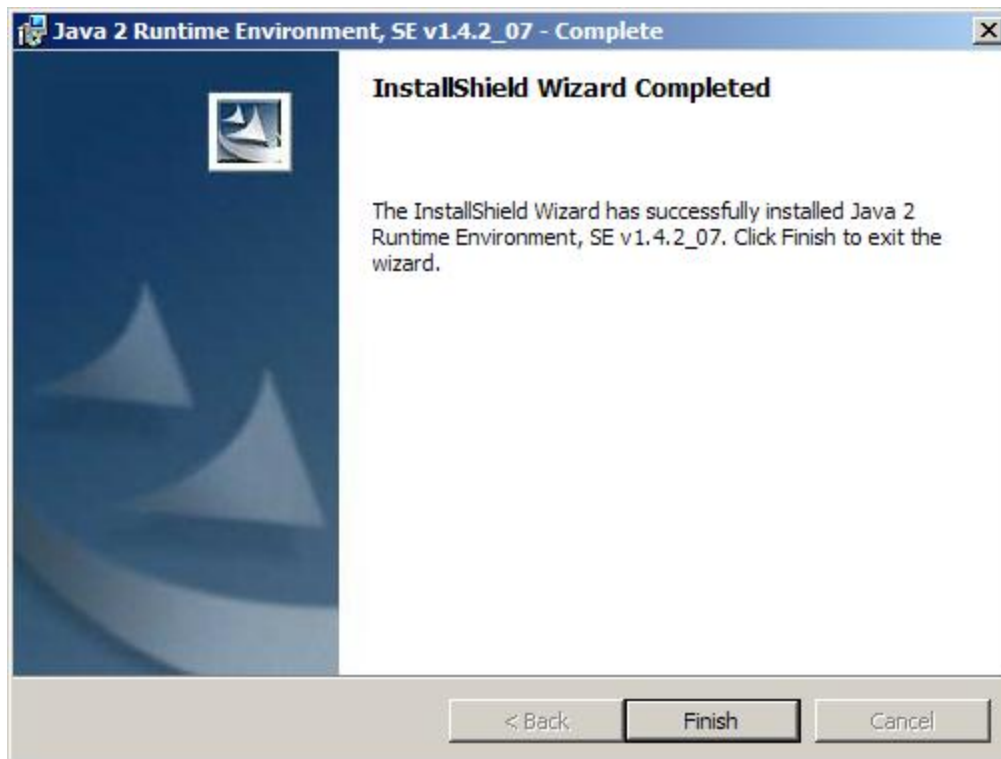 Java 2 Runtime Environment, SE v1.4.2_07 - Complete
InstallShield Wizard Completed
The InstallShield Wizard has successfully installed Java 2
Runtime Environment, SE v1.4.2_07. Click Finish to exit the
wizard.
< Back
Finish
Cancel